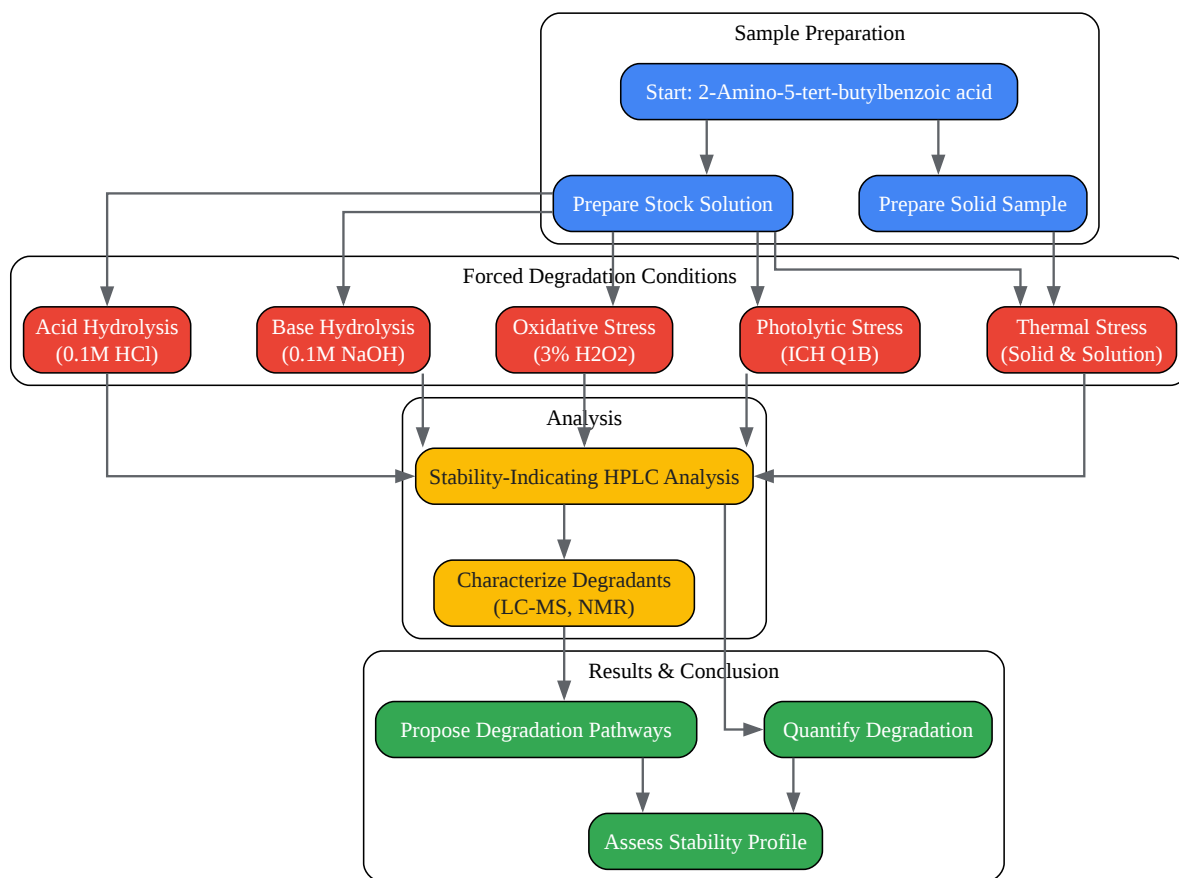 Sample Preparation
Start: 2-Amino-5-tert-butylbenzoic acid
Prepare Stock Solution
Prepare Solid Sample
Forced Degradation Conditions
Acid Hydrolysis
(0.1M HCl)
Base Hydrolysis
(0.1M NaOH)
Oxidative Stress
(3% H2O2)
Photolytic Stress
(ICH Q1B)
Thermal Stress
(Solid & Solution)
Analysis
Stability-Indicating HPLC Analysis
Characterize Degradants
(LC-MS, NMR)
Results & Conclusion
Propose Degradation Pathways
Quantify Degradation
Assess Stability Profile